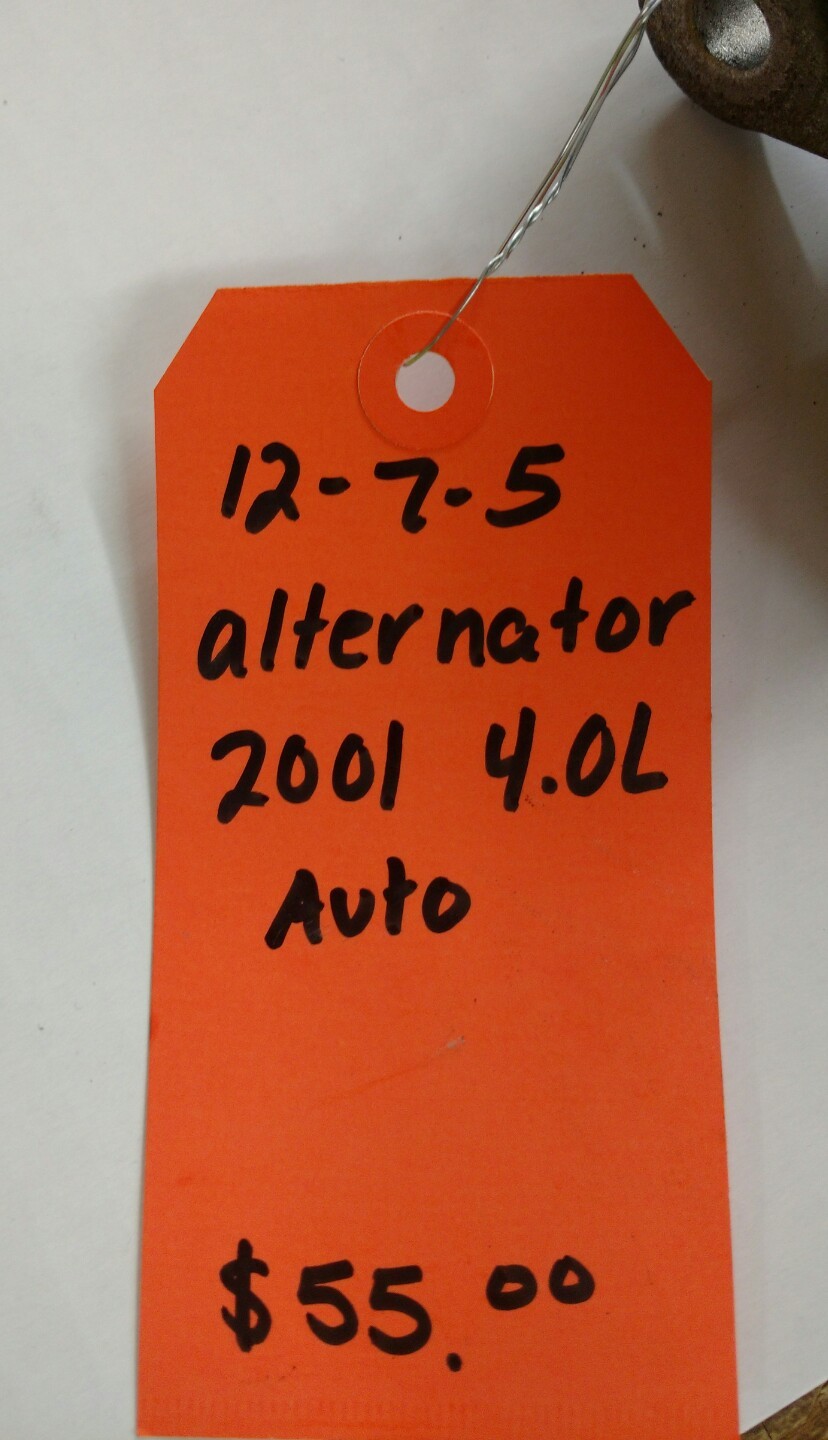 12-7-5
alternator
2001 4.0L
Auto
$55.00